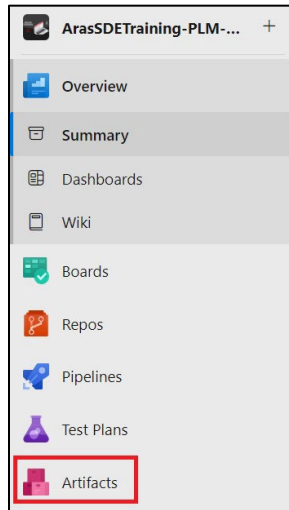 ArasSDETraining-PLM-... +
Overview
Summary
Dashboards
Wiki
Boards
Repos
Pipelines
Test Plans
Artifacts